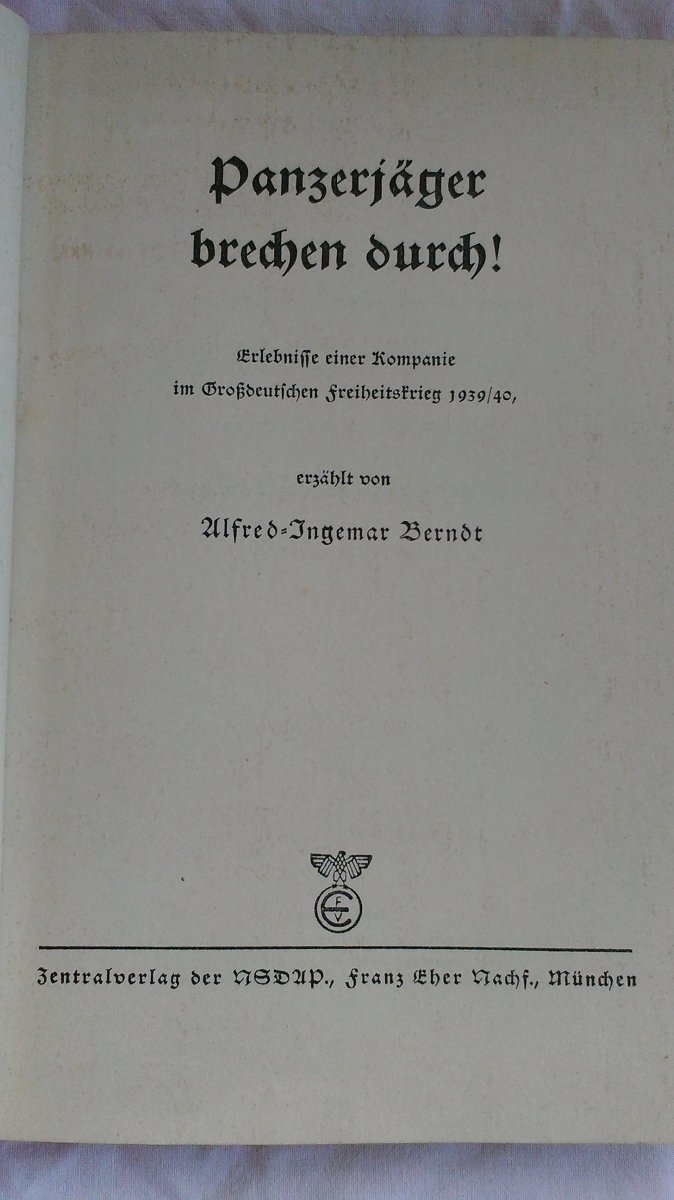 Panzerjäger
brechen durch!
Erlebniſſe einer Kompanie
im Großdeutſchen Freiheitskrieg 1939/40,
erzählt von
Alfred-Ingemar Berndt
F
E
V
Zentralverlag der NSDAP., Franz Eher Nachf., München